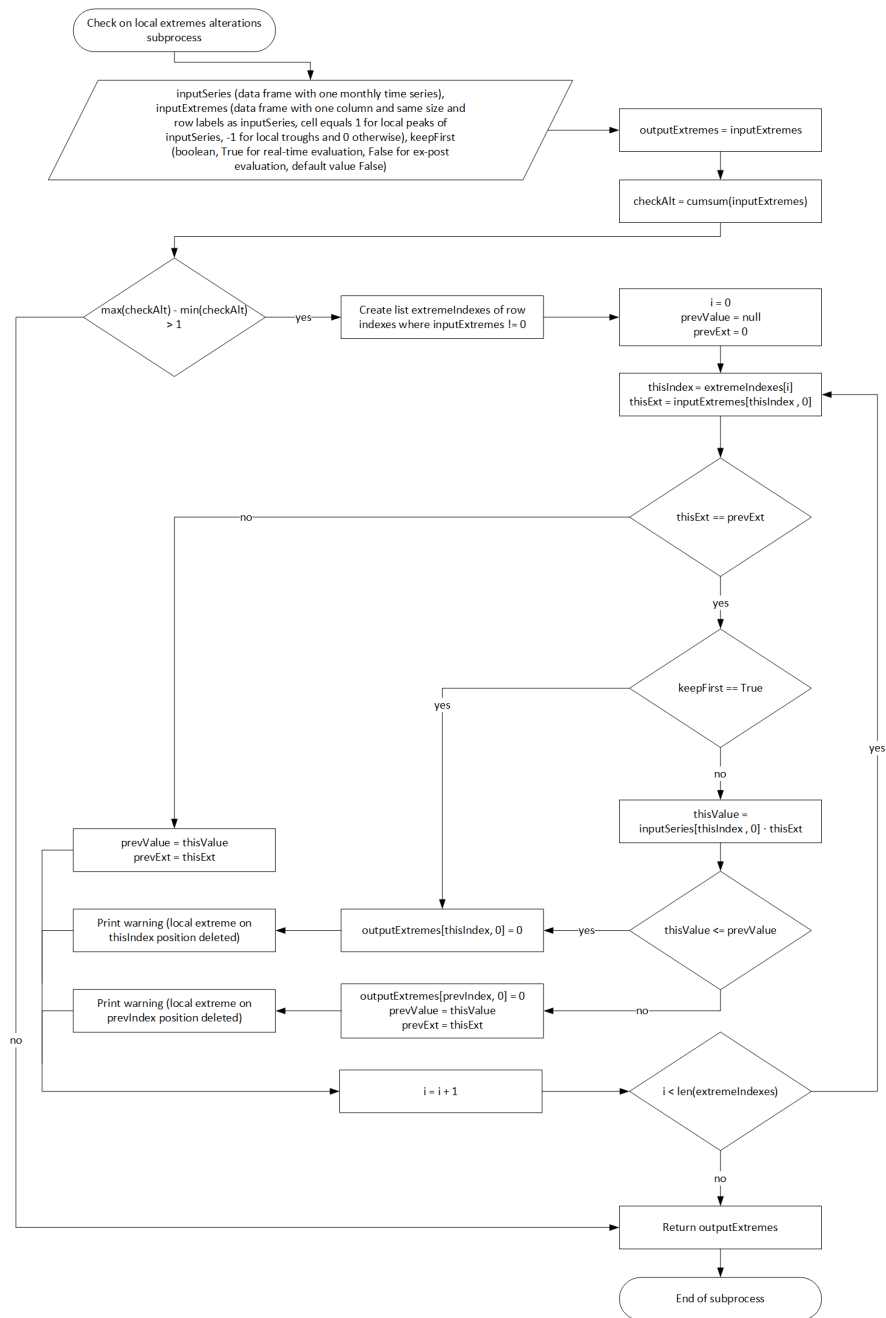 Check on local extremes alterations
subprocess
inputSeries (data frame with one monthly time series),
inputExtremes (data frame with one column and same size and
row labels as inputSeries, cell equals 1 for local peaks of
inputSeries, -1 for local troughs and 0 otherwise), keepFirst
(boolean, True for real-time evaluation, False for ex-post
evaluation, default value False)
outputExtremes = inputExtremes
checkAlt = cumsum(inputExtremes)
max(checkAlt) - min(checkAlt)
> 1
yes
Create list extremeIndexes of row
indexes where inputExtremes != 0
i = 0
prevValue = null
prevExt = 0
thisIndex = extremeIndexes[i]
thisExt = inputExtremes[thisIndex , 0]
thisExt == prevExt
no
yes
keepFirst == True
yes
no
yes
thisValue =
inputSeries[thisIndex , 0] · thisExt
prevValue = thisValue
prevExt = thisExt
thisValue <= prevValue
yes
outputExtremes[thisIndex, 0] = 0
Print warning (local extreme on
thisIndex position deleted)
no
outputExtremes[prevIndex, 0] = 0
prevValue = thisValue
prevExt = thisExt
Print warning (local extreme on
prevIndex position deleted)
no
i = i + 1
i < len(extremeIndexes)
no
Return outputExtremes
End of subprocess